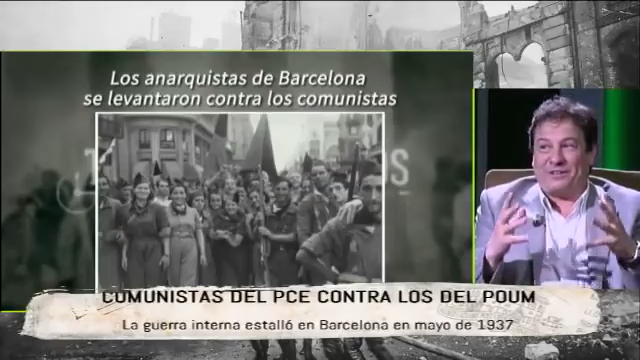 Los anarquistas de Barcelona
se levantaron contra los comunistas
COMUNISTAS DEL PCE CONTRA LOS DEL POUM
La guerra interna estalló en Barcelona en mayo de 1937